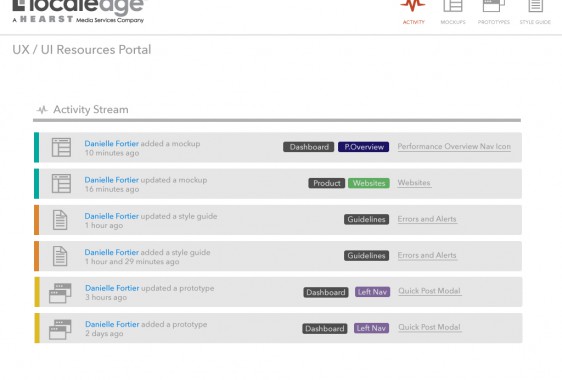 localedge
A HEARST Media Services Company
ACTIVITY MOCKUPS PROTOTYPES STYLE GUIDE
UX / UI Resources Portal
Activity Stream
Danielle Fortier added a mockup
10 minutes ago
Dashboard P.Overview Performance Overview Nav Icon
Danielle Fortier updated a mockup
16 minutes ago
Product Websites Websites
Danielle Fortier updated a style guide
1 hour ago
Guidelines Errors and Alerts
Danielle Fortier added a style guide
1 hour and 29 minutes ago
Guidelines Errors and Alerts
Danielle Fortier updated a prototype
3 hours ago
Dashboard Left Nav Quick Post Modal
Danielle Fortier added a prototype
2 days ago
Dashboard Left Nav Quick Post Modal